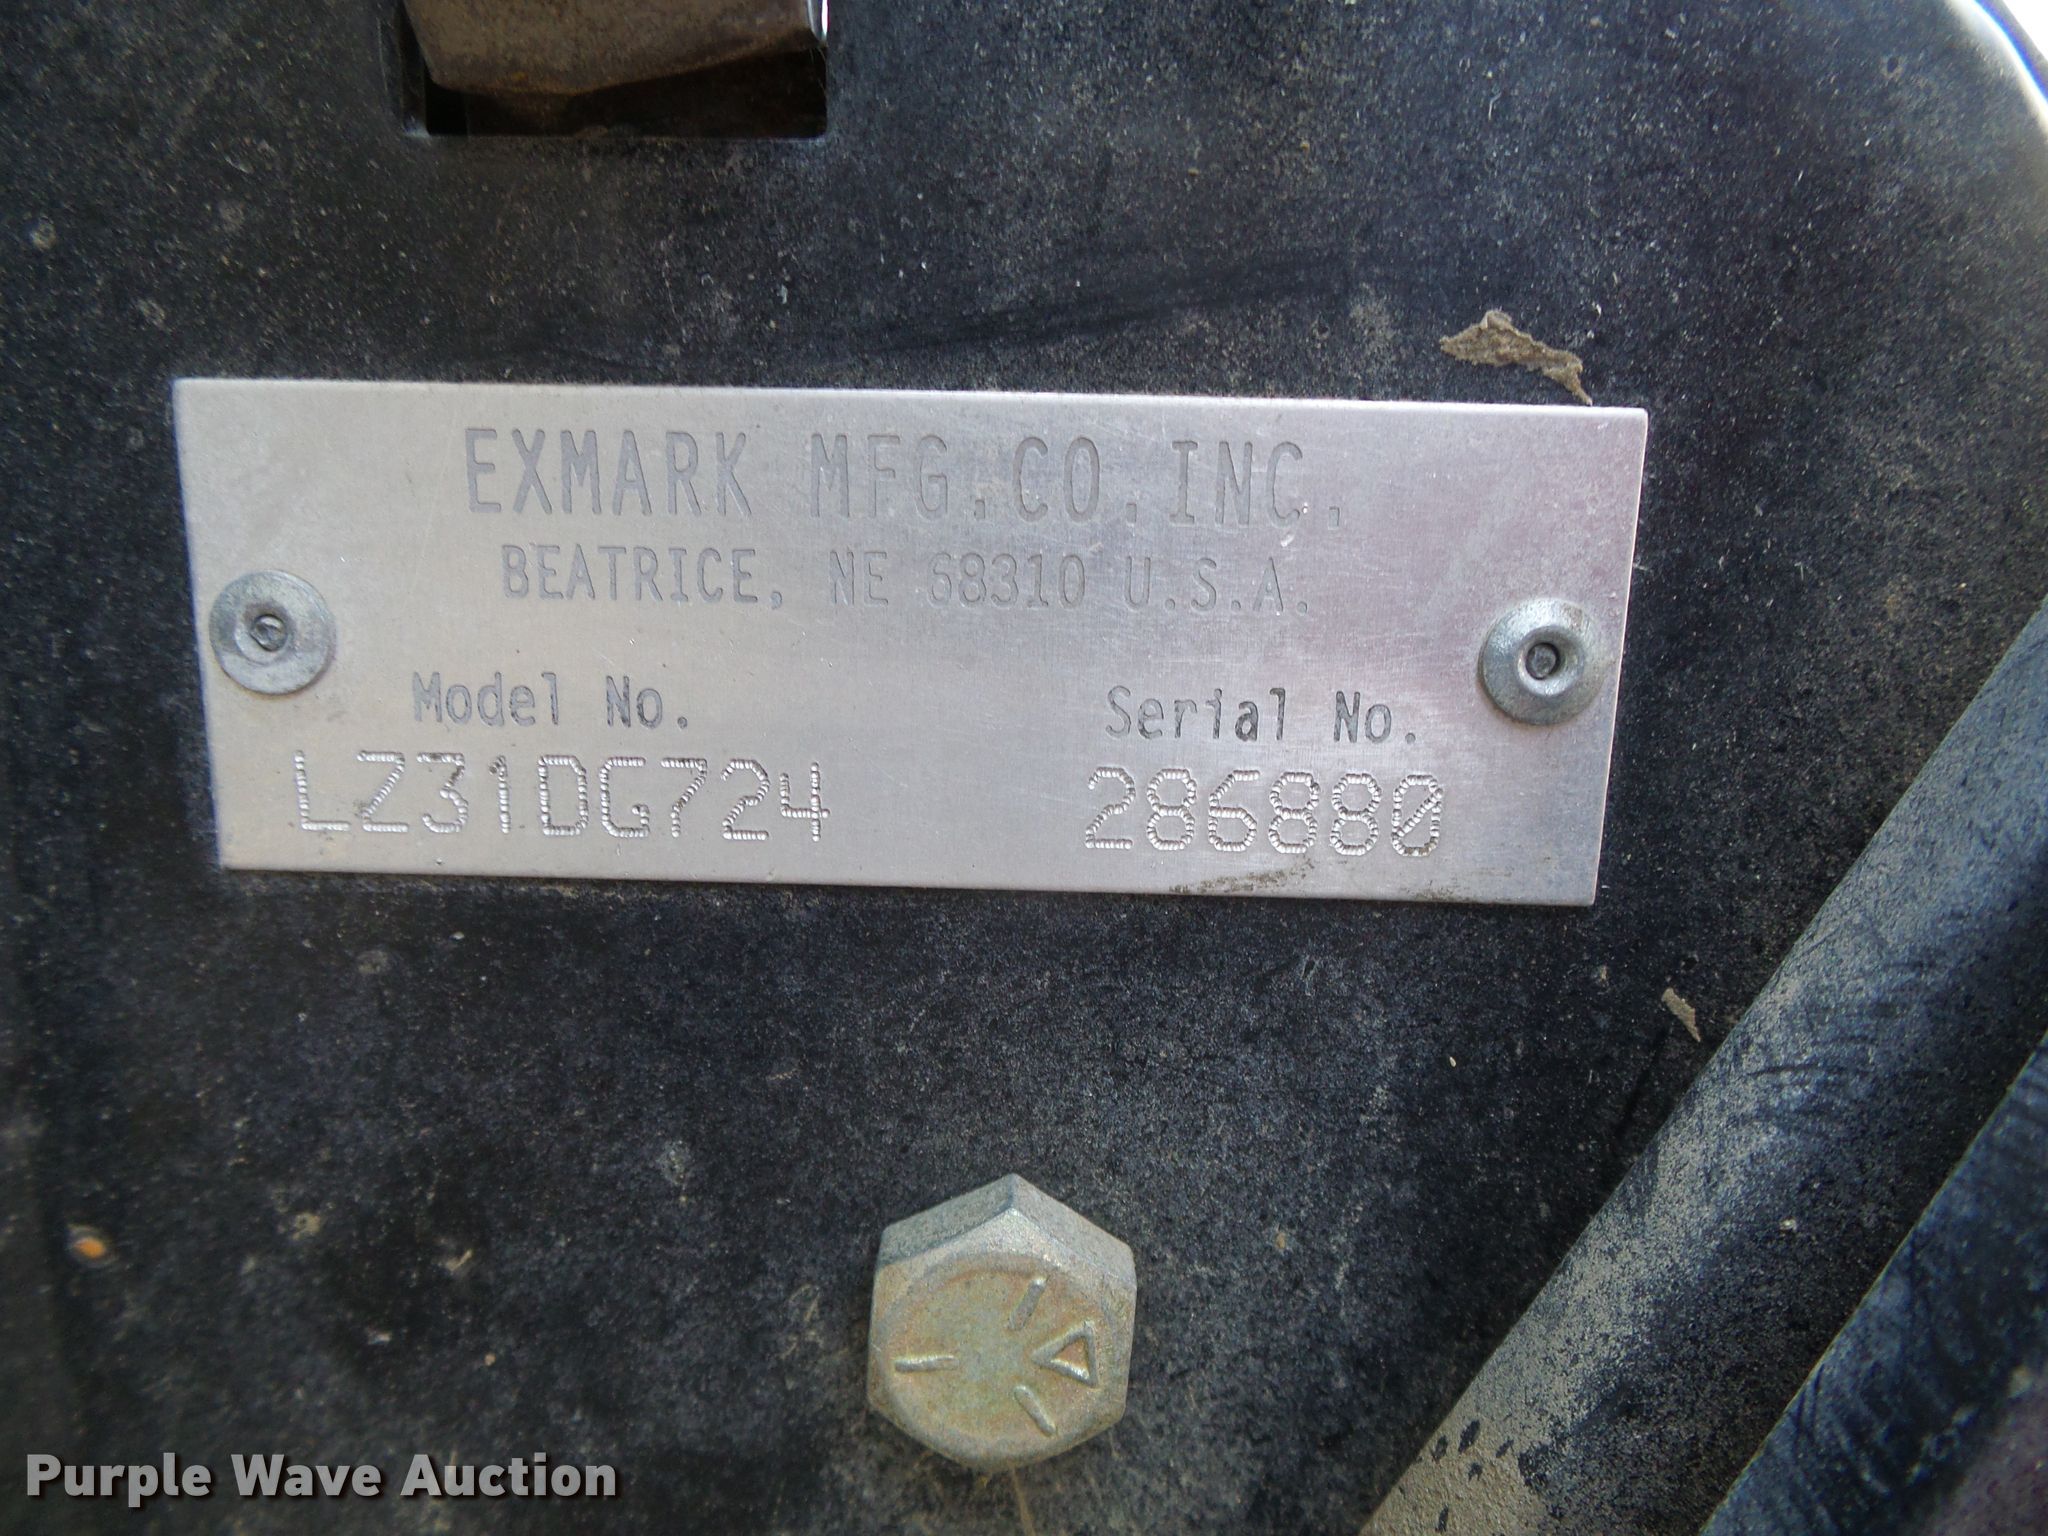 EXMARK MFG.CO.INC.
BEATRICE, NE 68310 U.S.A.
Model No. Serial No.
LZ31DG724 286880
Purple Wave Auction